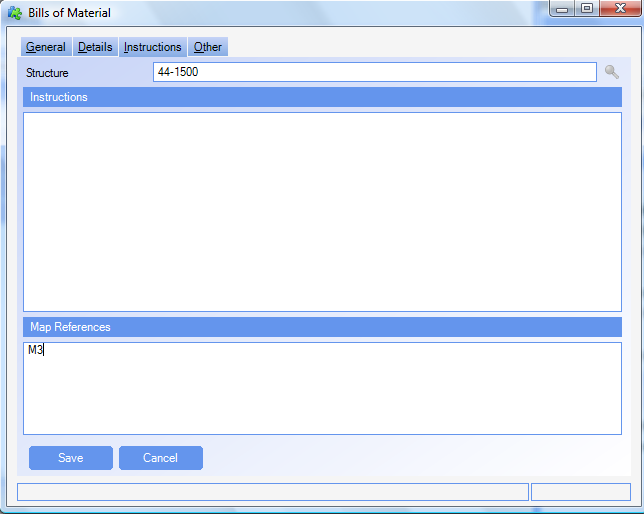 Bills of Material
General Details Instructions Other
Structure 44-1500
Instructions
Map References
M3
Save Cancel